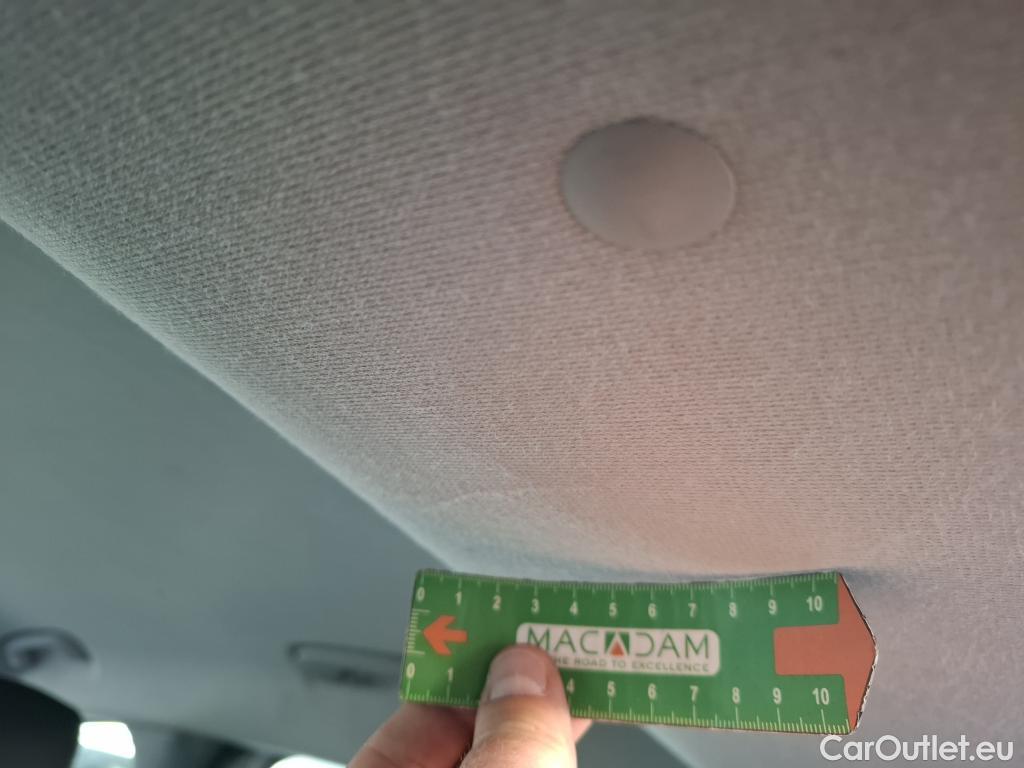 0 1 2 3 4 5 6 7 8 9 10
MACADAM
THE ROAD TO EXCELLENCE
0 1 4 5 6 7 8 9 10
CarOutlet.eu